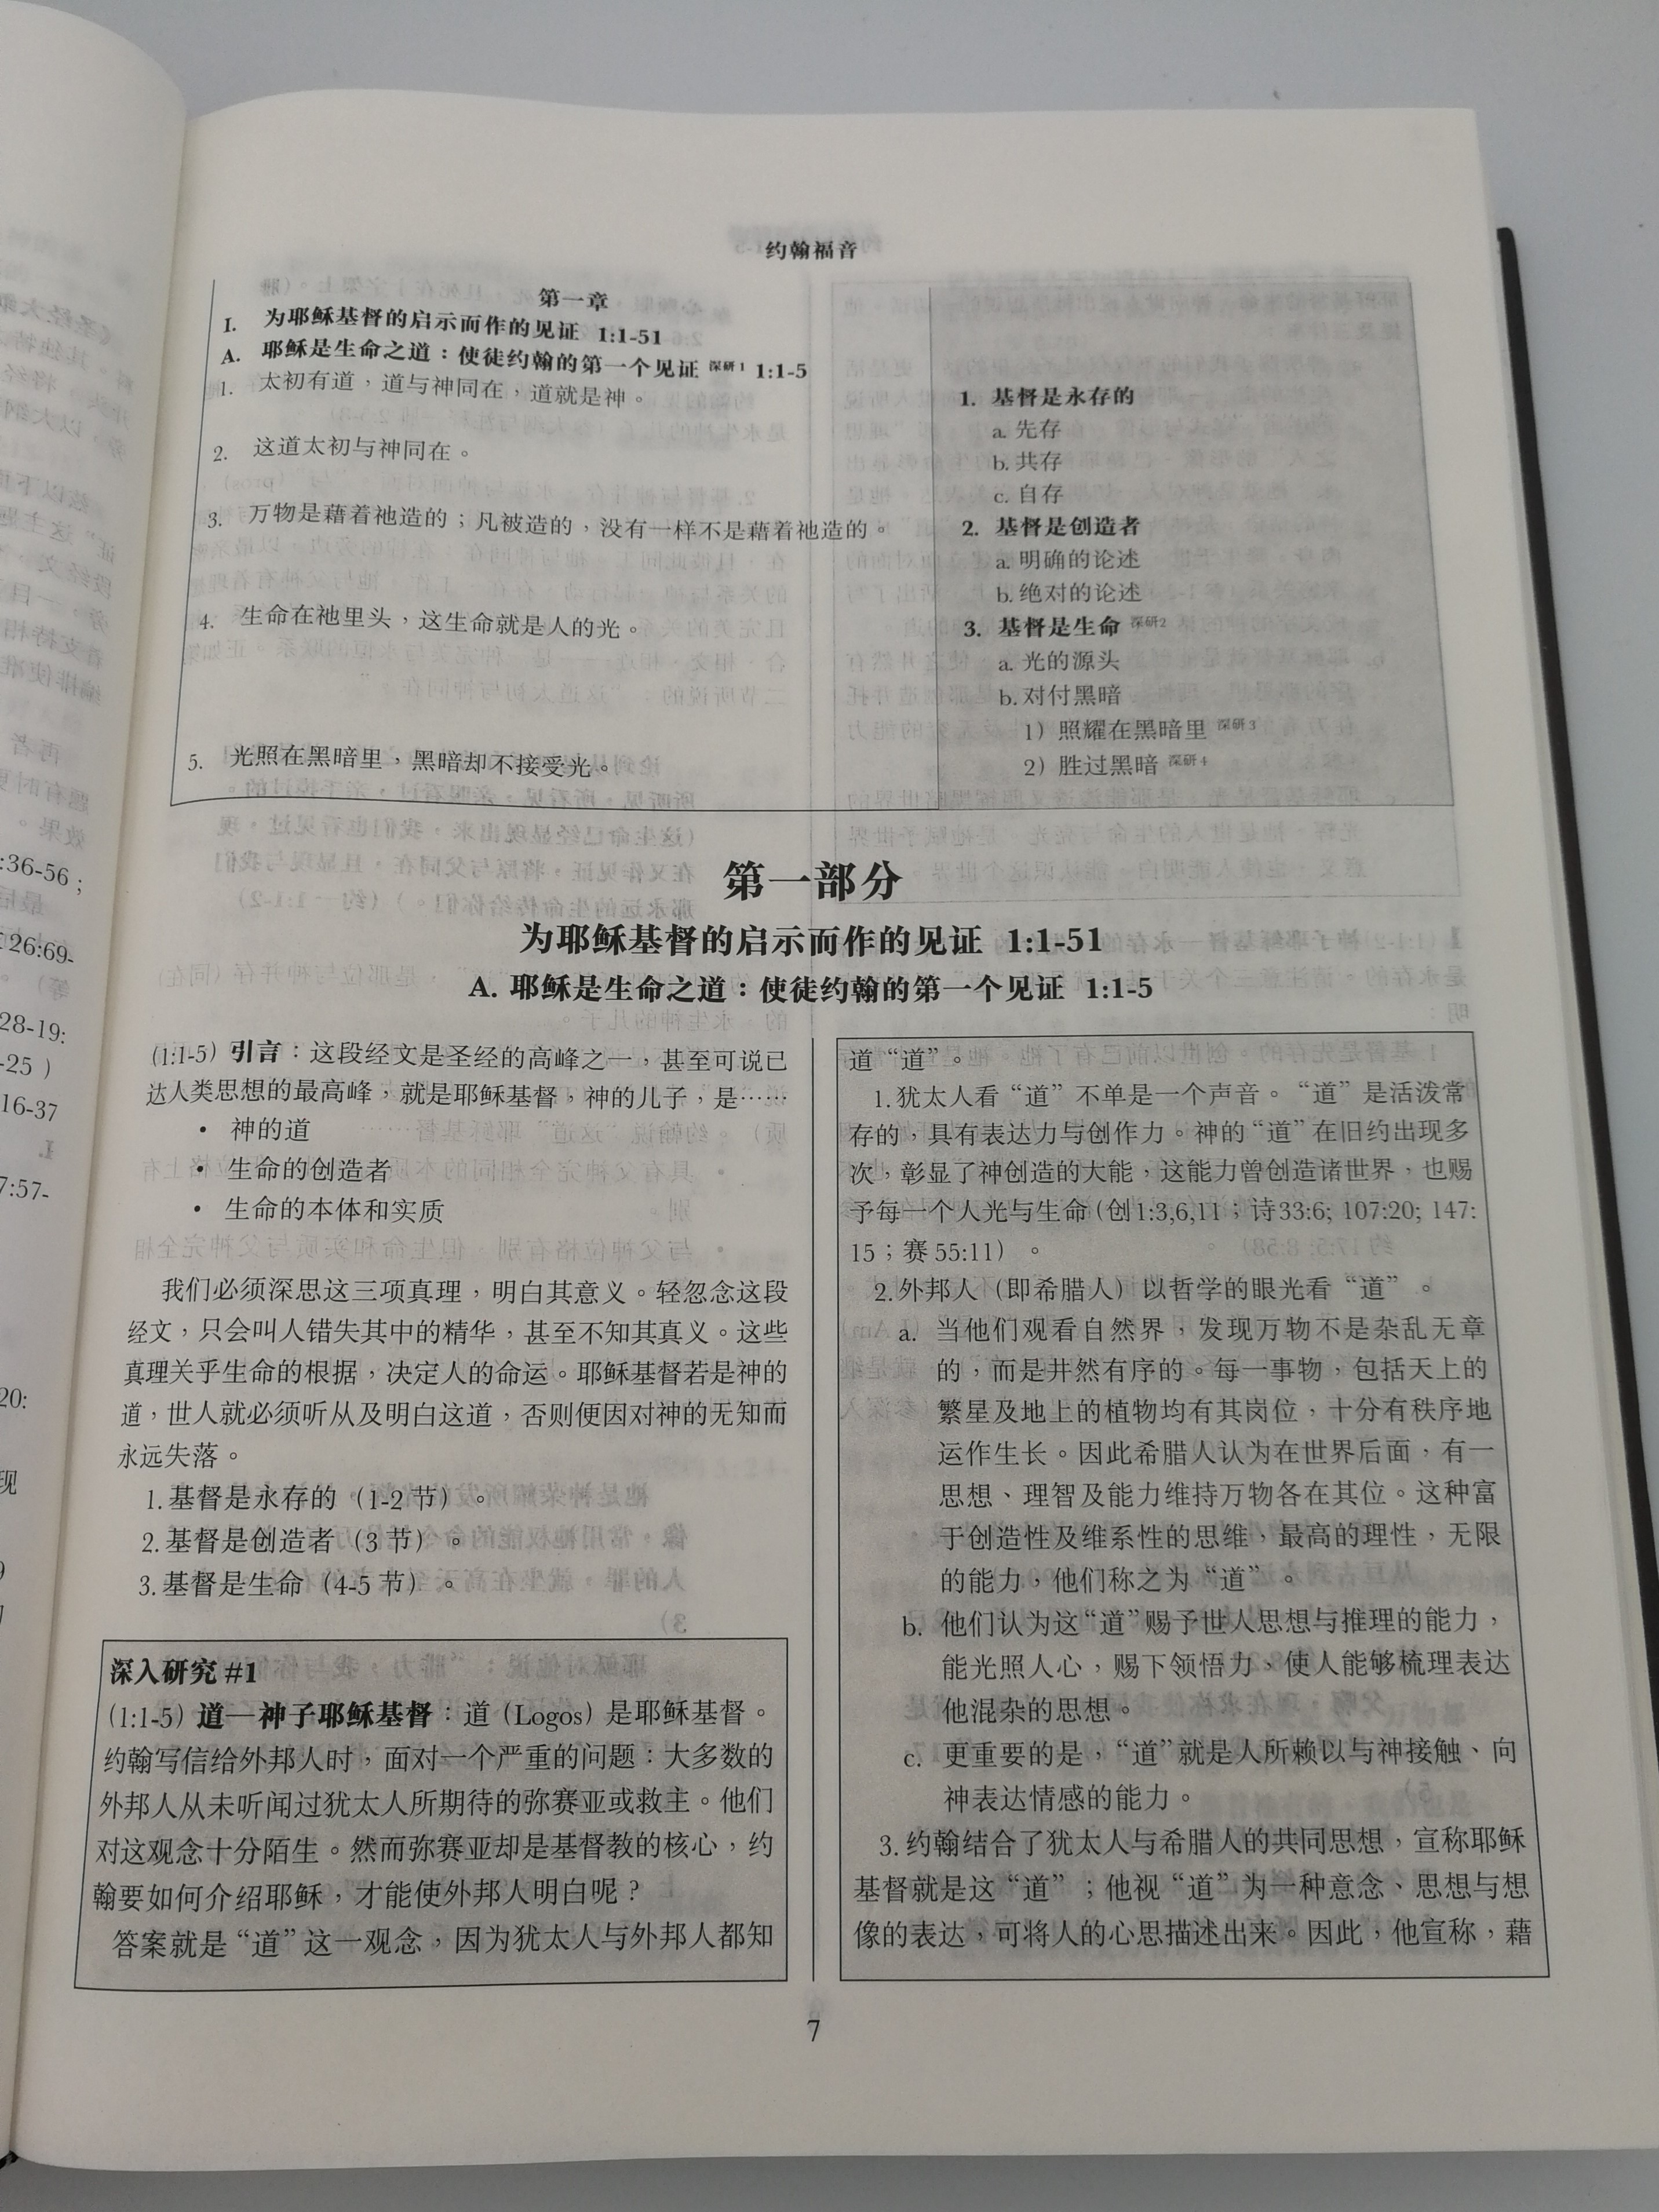 约翰福音
第一章
I. 为耶稣基督的启示而作的见证 1:1-51
A. 耶稣是生命之道：使徒约翰的第一个见证 深研1 1:1-5
1. 太初有道，道与神同在，道就是神。
2. 这道太初与神同在。
3. 万物是藉着祂造的；凡被造的，没有一样不是藉着祂造的。
4. 生命在祂里头，这生命就是人的光。
5. 光照在黑暗里，黑暗却不接受光。
1. 基督是永存的
a. 先存
b. 共存
c. 自存
2. 基督是创造者
a. 明确的论述
b. 绝对的论述
3. 基督是生命 深研2
a. 光的源头
b. 对付黑暗
1）照耀在黑暗里 深研3
2）胜过黑暗 深研4
第一部分
为耶稣基督的启示而作的见证 1:1-51
A. 耶稣是生命之道：使徒约翰的第一个见证 1:1-5
(1:1-5) 引言：这段经文是圣经的高峰之一，甚至可说已
达人类思想的最高峰，就是耶稣基督，神的儿子，是……
• 神的道
• 生命的创造者
• 生命的本体和实质
我们必须深思这三项真理，明白其意义。轻忽念这段
经文，只会叫人错失其中的精华，甚至不知其真义。这些
真理关乎生命的根据，决定人的命运。耶稣基督若是神的
道，世人就必须听从及明白这道，否则便因对神的无知而
永远失落。
1. 基督是永存的（1-2 节）。
2. 基督是创造者（3 节）。
3. 基督是生命（4-5 节）。
深入研究 #1
(1:1-5) 道—神子耶稣基督：道 (Logos) 是耶稣基督。
约翰写信给外邦人时，面对一个严重的问题：大多数的
外邦人从未听闻过犹太人所期待的弥赛亚或救主。他们
对这观念十分陌生。然而弥赛亚却是基督教的核心，约
翰要如何介绍耶稣，才能使外邦人明白呢？
答案就是“道”这一观念，因为犹太人与外邦人都知
道“道”。
1. 犹太人看“道”不单是一个声音。“道”是活泼常
存的，具有表达力与创作力。神的“道”在旧约出现多
次，彰显了神创造的大能，这能力曾创造诸世界，也赐
予每一个人光与生命(创1:3,6,11；诗33:6; 107:20; 147:
15；赛 55:11）。
2. 外邦人（即希腊人）以哲学的眼光看“道”。
a. 当他们观看自然界，发现万物不是杂乱无章
的，而是井然有序的。每一事物，包括天上的
繁星及地上的植物均有其岗位，十分有秩序地
运作生长。因此希腊人认为在世界后面，有一
思想、理智及能力维持万物各在其位。这种富
于创造性及维系性的思维，最高的理性，无限
的能力，他们称之为“道”。
b. 他们认为这“道”赐予世人思想与推理的能力，
能光照人心，赐下领悟力，使人能够梳理表达
他混杂的思想。
c. 更重要的是，“道”就是人所赖以与神接触、向
神表达情感的能力。
3. 约翰结合了犹太人与希腊人的共同思想，宣称耶稣
基督就是这“道”；他视“道”为一种意念、思想与想
像的表达，可将人的心思描述出来。因此，他宣称，藉
7